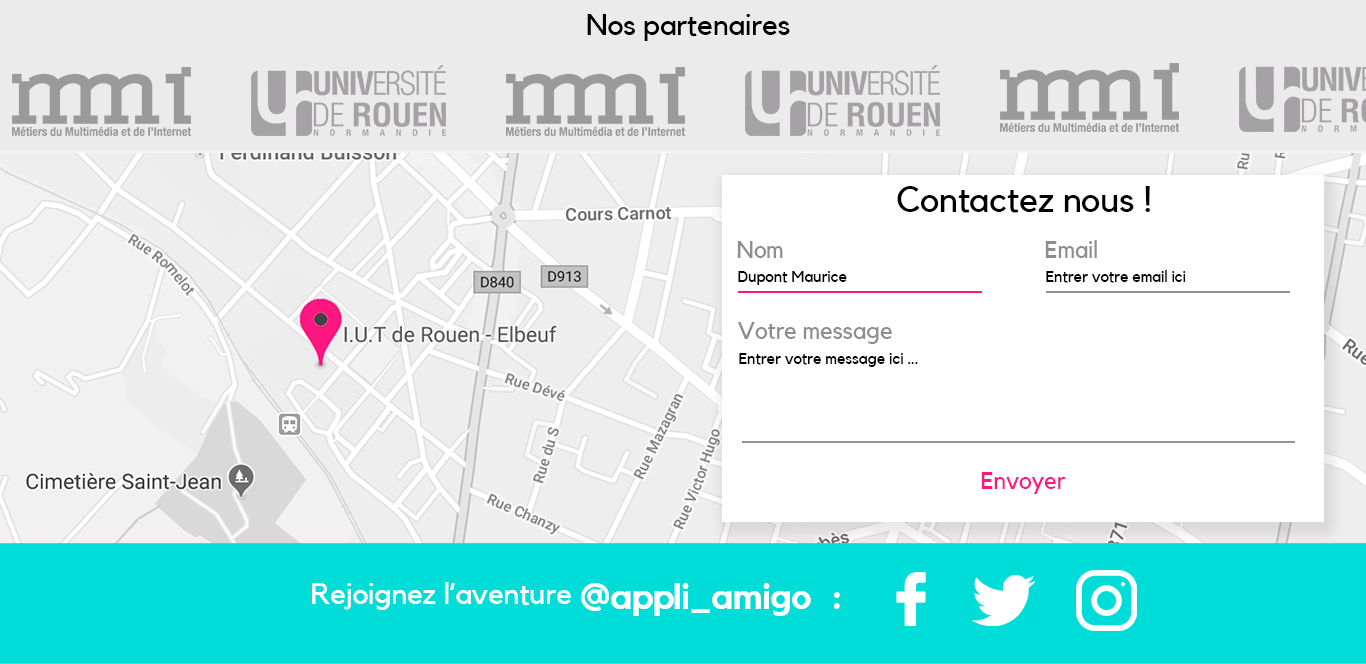 Nos partenaires
mmi
Métiers du Multimédia et de l'Internet
UNIVERSITÉ
DE ROUEN
NORMANDIE
mmi
Métiers du Multimédia et de l'Internet
UNIVERSITÉ
DE ROUEN
NORMANDIE
mmi
Métiers du Multimédia et de l'Internet
Ferdinand Buisson
Cours Carnot
Rue Romelot
D840
D913
I.U.T de Rouen - Elbeuf
Rue Dévé
Rue du S
Rue Mazagran
Rue Victor Hugo
Cimetière Saint-Jean
Rue Chanzy
Contactez nous !
Nom
Email
Dupont Maurice
Entrer votre email ici
Votre message
Entrer votre message ici ...
Envoyer
Rejoignez l'aventure @appli_amigo :